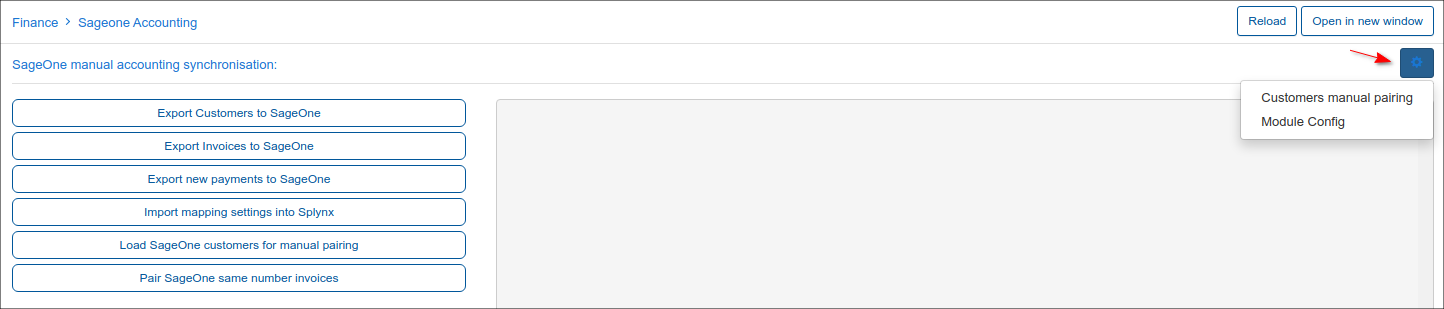 Finance > Sageone Accounting
Reload
Open in new window
SageOne manual accounting synchronisation:
Customers manual pairing
Module Config
Export Customers to SageOne
Export Invoices to SageOne
Export new payments to SageOne
Import mapping settings into Splynx
Load SageOne customers for manual pairing
Pair SageOne same number invoices